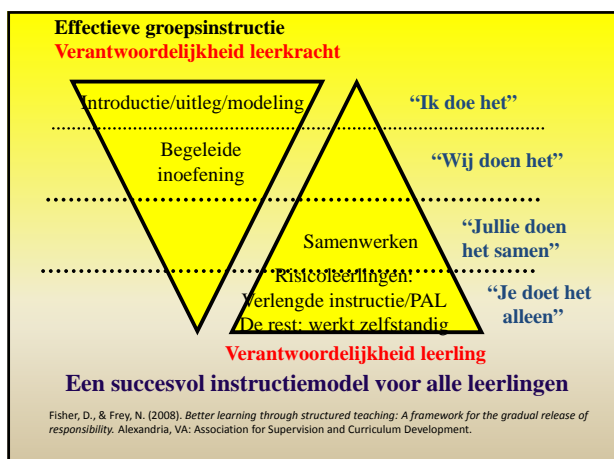 Effectieve groepsinstructie
Verantwoordelijkheid leerkracht
Introductie/uitleg/modeling
“Ik doe het”
Begeleide
inoefening
“Wij doen het”
Samenwerken
“Jullie doen
het samen”
Risicoleerlingen:
Verlengde instructie/PAL
De rest: werkt zelfstandig
“Je doet het
alleen”
Verantwoordelijkheid leerling
Een succesvol instructiemodel voor alle leerlingen
Fisher, D., & Frey, N. (2008). Better learning through structured teaching: A framework for the gradual release of
responsibility. Alexandria, VA: Association for Supervision and Curriculum Development.